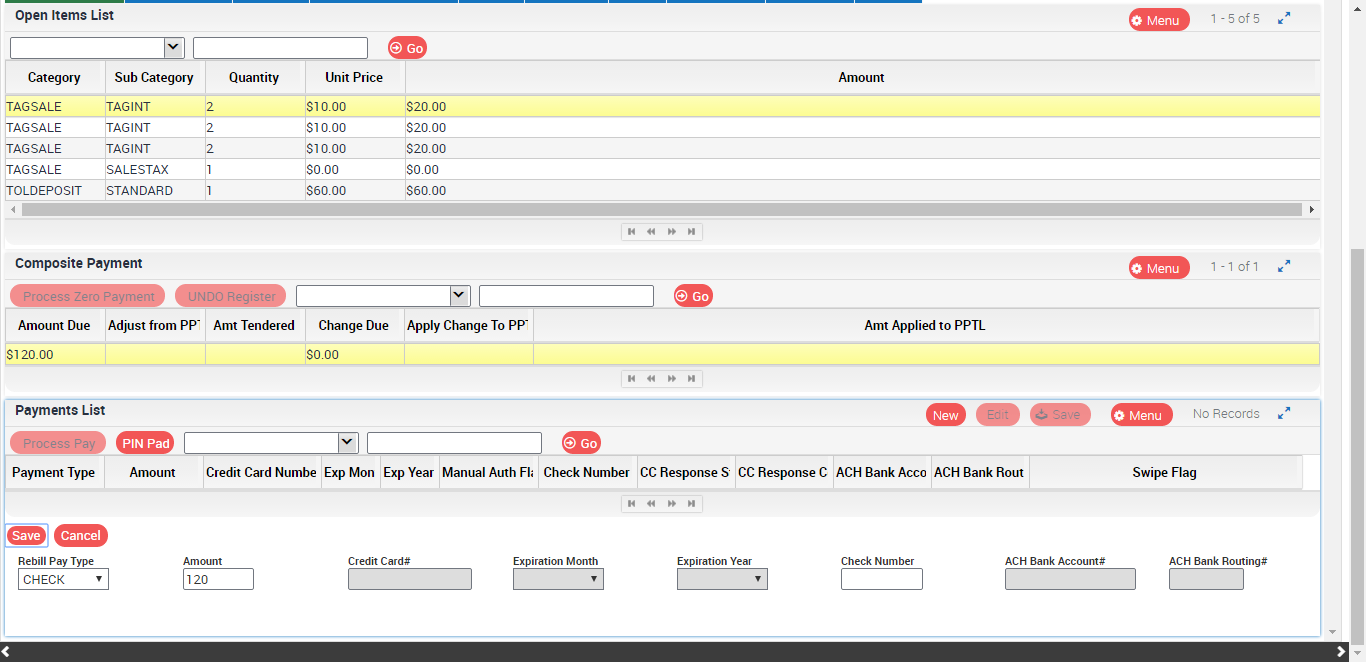 Open Items List
Menu 1 - 5 of 5
Go
Category Sub Category Quantity Unit Price Amount
TAGSALE TAGINT 2 $10.00 $20.00
TAGSALE TAGINT 2 $10.00 $20.00
TAGSALE TAGINT 2 $10.00 $20.00
TAGSALE SALESTAX 1 $0.00 $0.00
TOLDEPOSIT STANDARD 1 $60.00 $60.00
Composite Payment
Menu 1 - 1 of 1
Process Zero Payment UNDO Register Go
Amount Due Adjust from PPT Amt Tendered Change Due Apply Change To PPT Amt Applied to PPTL
$120.00 $0.00
Payments List
New Edit Save Menu No Records
Process Pay PIN Pad Go
Payment Type Amount Credit Card Numbe Exp Mon Exp Year Manual Auth Fla Check Number CC Response S CC Response C ACH Bank Acco ACH Bank Rout Swipe Flag
Save Cancel
Rebill Pay Type Amount Credit Card# Expiration Month Expiration Year Check Number ACH Bank Account# ACH Bank Routing#
CHECK 120